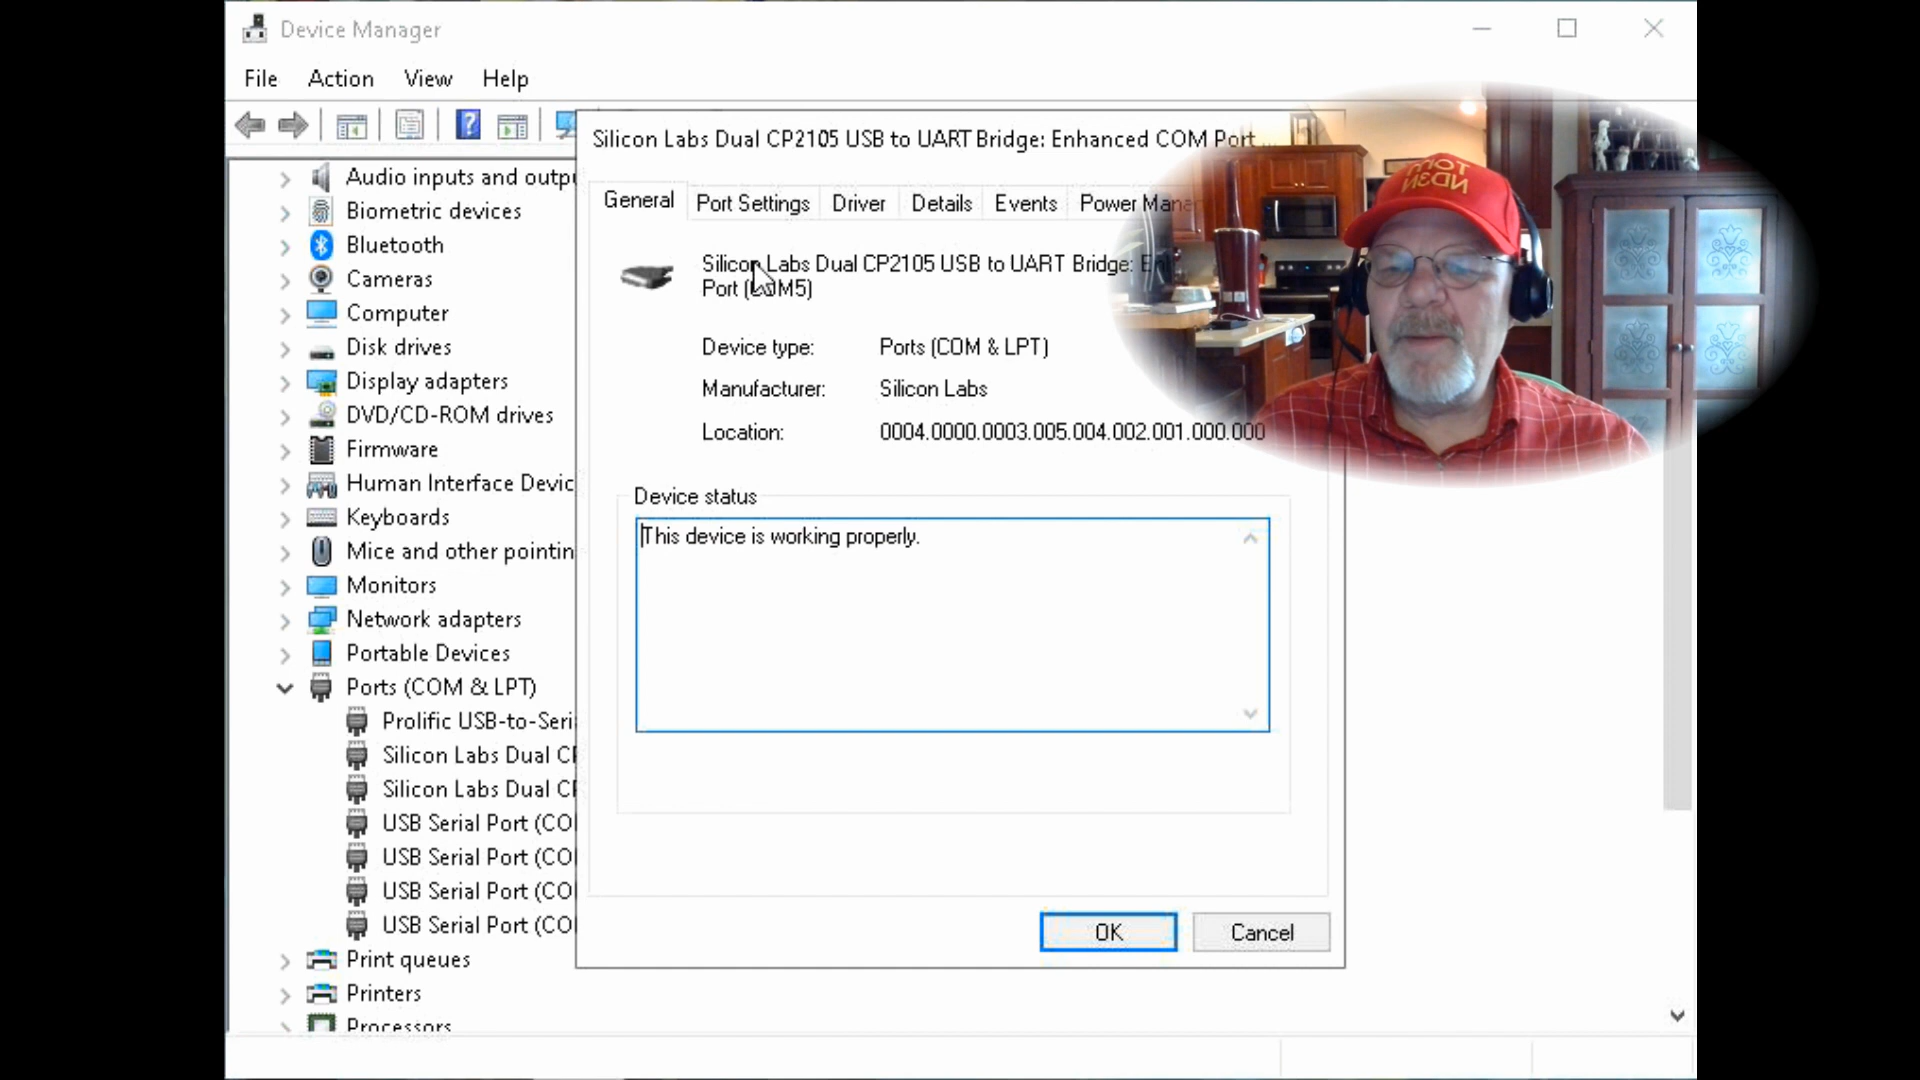 Device Manager
File Action View Help
Silicon Labs Dual CP2105 USB to UART Bridge: Enhanced COM Port ...
General Port Settings Driver Details Events Power Mana
Silicon Labs Dual CP2105 USB to UART Bridge:
Port (COM5)
Device type: Ports (COM & LPT)
Manufacturer: Silicon Labs
Location: 0004.0000.0003.005.004.002.001.000.000
Device status
This device is working properly.
OK Cancel
Audio inputs and outpu
Biometric devices
Bluetooth
Cameras
Computer
Disk drives
Display adapters
DVD/CD-ROM drives
Firmware
Human Interface Devic
Keyboards
Mice and other pointin
Monitors
Network adapters
Portable Devices
Ports (COM & LPT)
Prolific USB-to-Seri
Silicon Labs Dual CP
Silicon Labs Dual CP
USB Serial Port (CO
USB Serial Port (CO
USB Serial Port (CO
USB Serial Port (CO
Print queues
Printers
Processors
TOM
ND3N